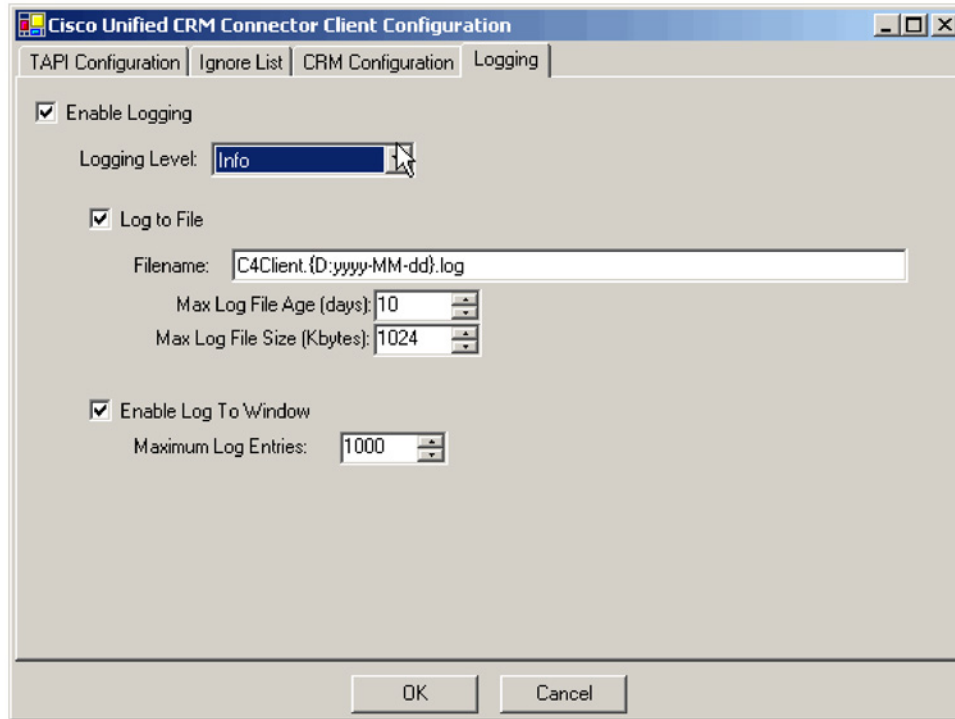 Cisco Unified CRM Connector Client Configuration
TAPI Configuration Ignore List CRM Configuration Logging
Enable Logging
Logging Level: Info
Log to File
Filename: C4Client.{D:yyyy-MM-dd}.log
Max Log File Age (days): 10
Max Log File Size (Kbytes): 1024
Enable Log To Window
Maximum Log Entries: 1000
OK Cancel